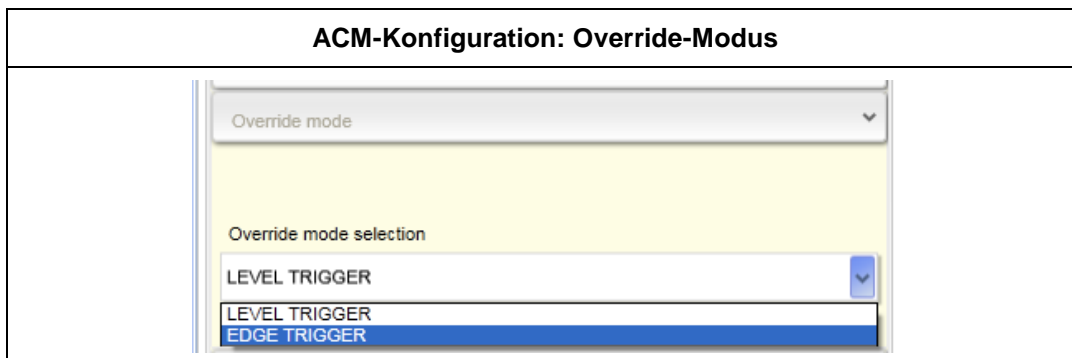 ACM-Konfiguration: Override-Modus
Override mode
Override mode selection
LEVEL TRIGGER
LEVEL TRIGGER
EDGE TRIGGER